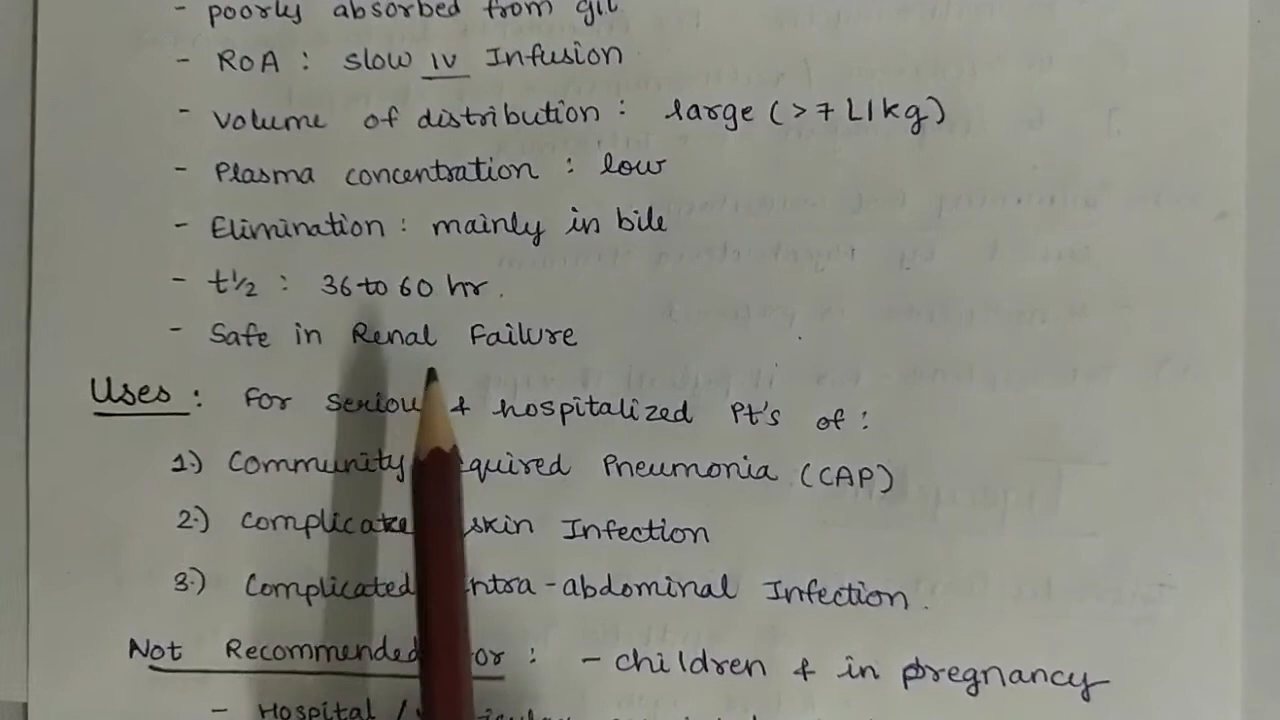 - poorly absorbed from git
- ROA : slow IV Infusion
- volume of distribution : large (> 7 L/kg)
- Plasma concentration : low
- Elimination : mainly in bile
- t½ : 36 to 60 hr.
- Safe in Renal Failure
Uses : For seriou & hospitalized Pt's of :
1.) Community quired Pneumonia (CAP)
2.) Complicate skin Infection
3.) Complicated intra-abdominal Infection.
Not Recommended for : - children & in pregnancy
- Hospital /